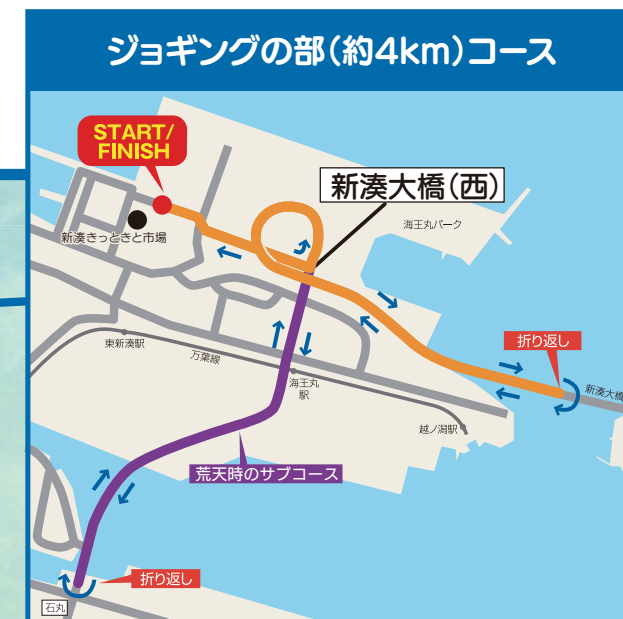 ジョギングの部(約4km)コース
START/
FINISH
新湊大橋(西)
海王丸パーク
新湊きっときと市場
折り返し
東新湊駅
万葉線
海王丸
駅
新湊大橋
越ノ潟駅
荒天時のサブコース
折り返し
石丸